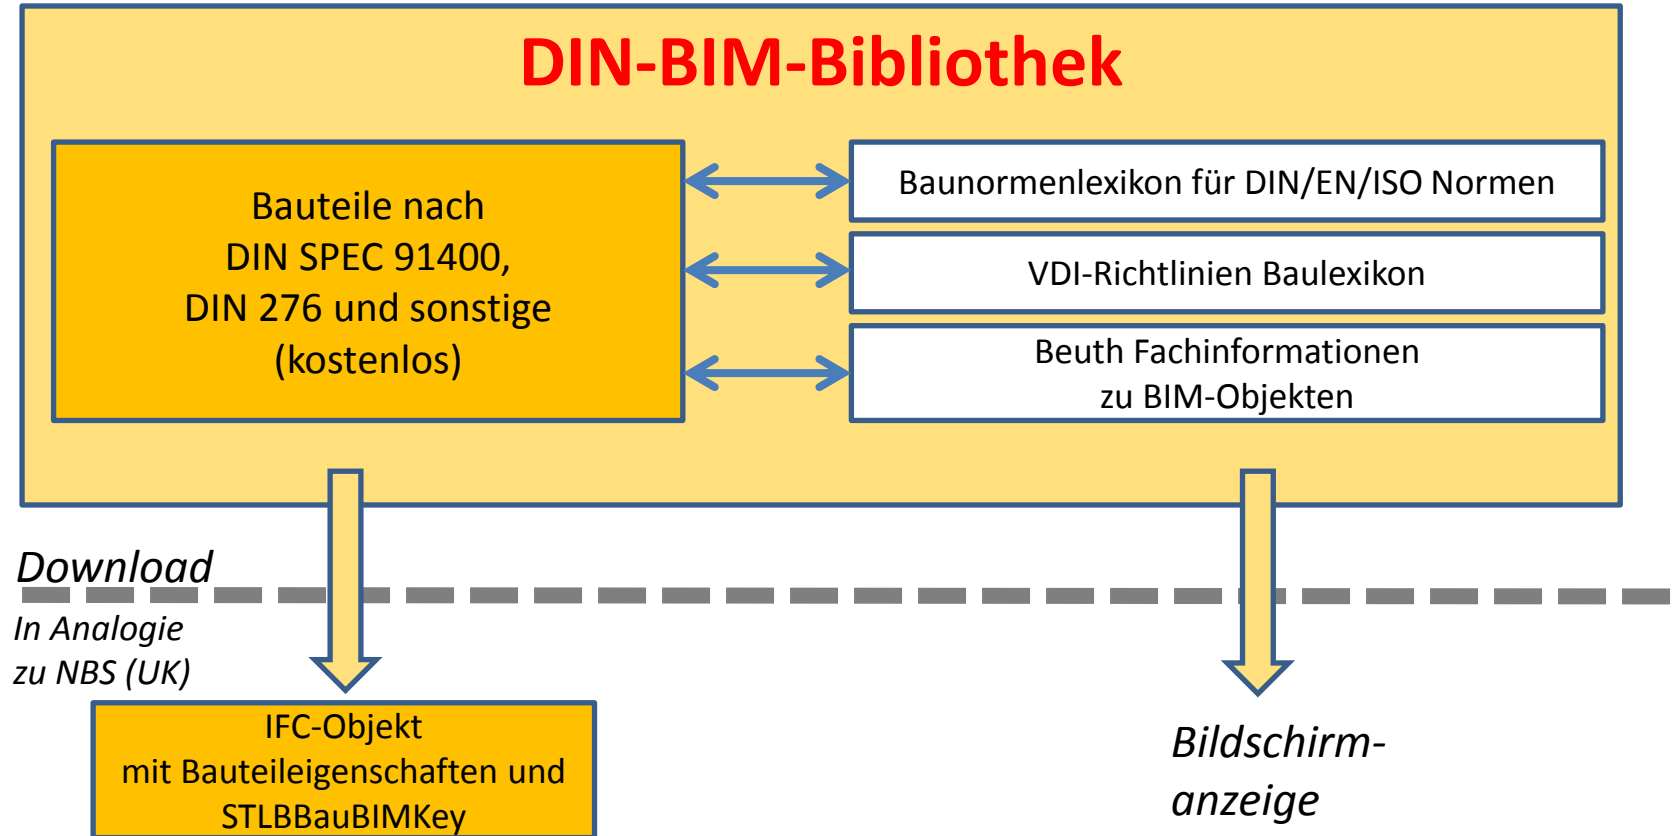 DIN-BIM-Bibliothek
Bauteile nach
DIN SPEC 91400,
DIN 276 und sonstige
(kostenlos)
Baunormenlexikon für DIN/EN/ISO Normen
VDI-Richtlinien Baulexikon
Beuth Fachinformationen
zu BIM-Objekten
Download
In Analogie
zu NBS (UK)
IFC-Objekt
mit Bauteileigenschaften und
STLBBauBIMKey
Bildschirm-
anzeige